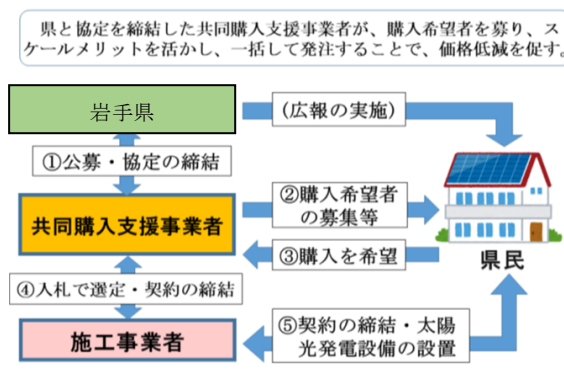 県と協定を締結した共同購入支援事業者が、購入希望者を募り、ス
ケールメリットを活かし、一括して発注することで、価格低減を促す。
岩手県
(広報の実施)
①公募・協定の締結
共同購入支援事業者
②購入希望者
の募集等
③購入を希望
県民
④入札で選定・契約の締結
施工事業者
⑤契約の締結・太陽
光発電設備の設置